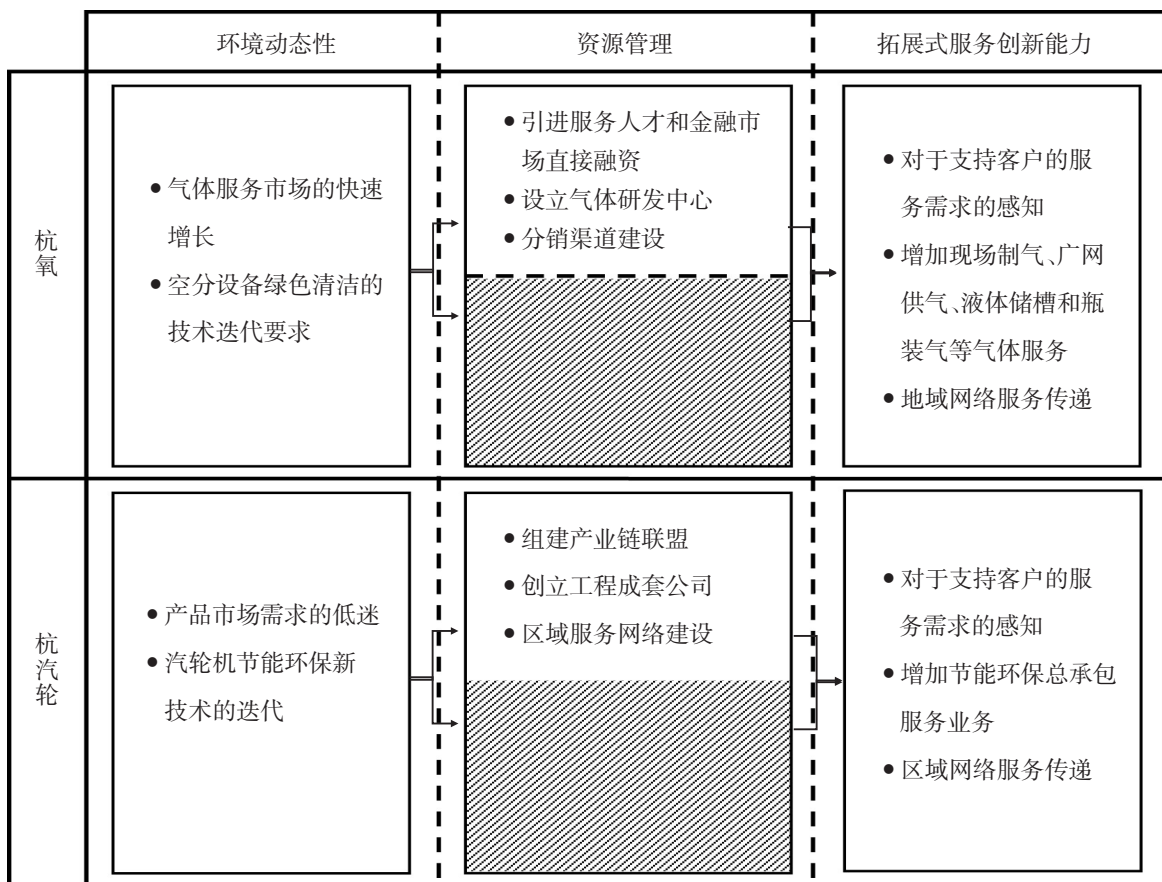 环境动态性
资源管理
拓展式服务创新能力
杭氧
● 气体服务市场的快速
增长
● 空分设备绿色清洁的
技术迭代要求
● 引进服务人才和金融市
场直接融资
● 设立气体研发中心
● 分销渠道建设
● 对于支持客户的服
务需求的感知
● 增加现场制气、广网
供气、液体储槽和瓶
装气等气体服务
● 地域网络服务传递
杭汽轮
● 产品市场需求的低迷
● 汽轮机节能环保新
技术的迭代
● 组建产业链联盟
● 创立工程成套公司
● 区域服务网络建设
● 对于支持客户的服
务需求的感知
● 增加节能环保总承包
服务业务
● 区域网络服务传递